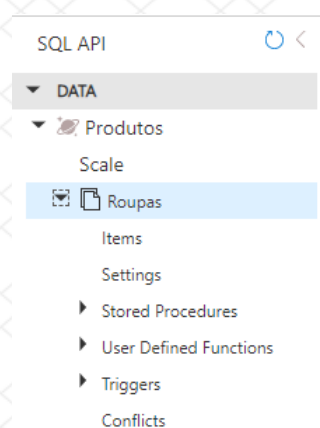 SQL API
DATA
Produtos
Scale
Roupas
Items
Settings
Stored Procedures
User Defined Functions
Triggers
Conflicts